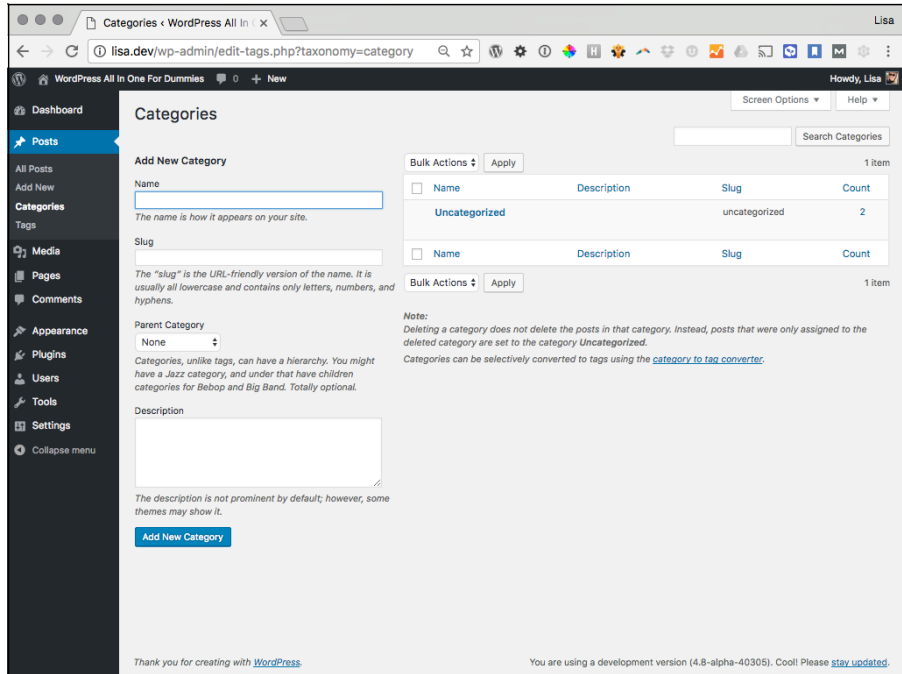 Categories ‹ WordPress All In
Lisa
lisa.dev/wp-admin/edit-tags.php?taxonomy=category
WordPress All In One For Dummies 0 + New
Howdy, Lisa
Dashboard
Posts
All Posts
Add New
Categories
Tags
Media
Pages
Comments
Appearance
Plugins
Users
Tools
Settings
Collapse menu
Screen Options
Help
Categories
Search Categories
Add New Category
Name
The name is how it appears on your site.
Slug
The "slug" is the URL-friendly version of the name. It is
usually all lowercase and contains only letters, numbers, and
hyphens.
Parent Category
None
Categories, unlike tags, can have a hierarchy. You might
have a Jazz category, and under that have children
categories for Bebop and Big Band. Totally optional.
Description
The description is not prominent by default; however, some
themes may show it.
Add New Category
Bulk Actions Apply 1 item
Name Description Slug Count
Uncategorized uncategorized 2
Name Description Slug Count
Bulk Actions Apply 1 item
Note:
Deleting a category does not delete the posts in that category. Instead, posts that were only assigned to the
deleted category are set to the category Uncategorized.
Categories can be selectively converted to tags using the category to tag converter.
Thank you for creating with WordPress.
You are using a development version (4.8-alpha-40305). Cool! Please stay updated.